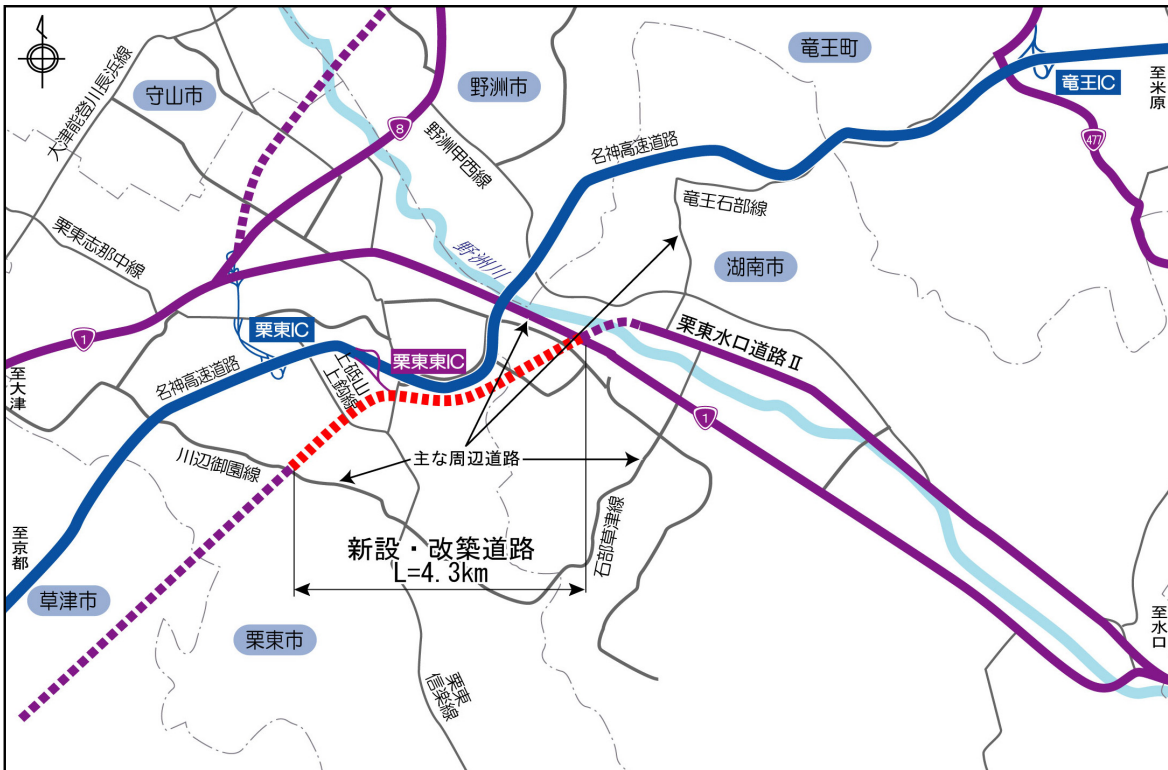 竜王町
守山市
野洲市
竜王IC
至米原
大津能登川長浜線
8
477
野洲甲西線
名神高速道路
竜王石部線
栗東志那中線
野洲川
湖南市
栗東IC
栗東東IC
栗東水口道路Ⅱ
1
至大津
名神高速道路
上砥山
上鈎線
1
川辺御園線
主な周辺道路
至京都
新設・改築道路
L=4.3km
石部草津線
草津市
栗東市
至水口
栗東
信楽線